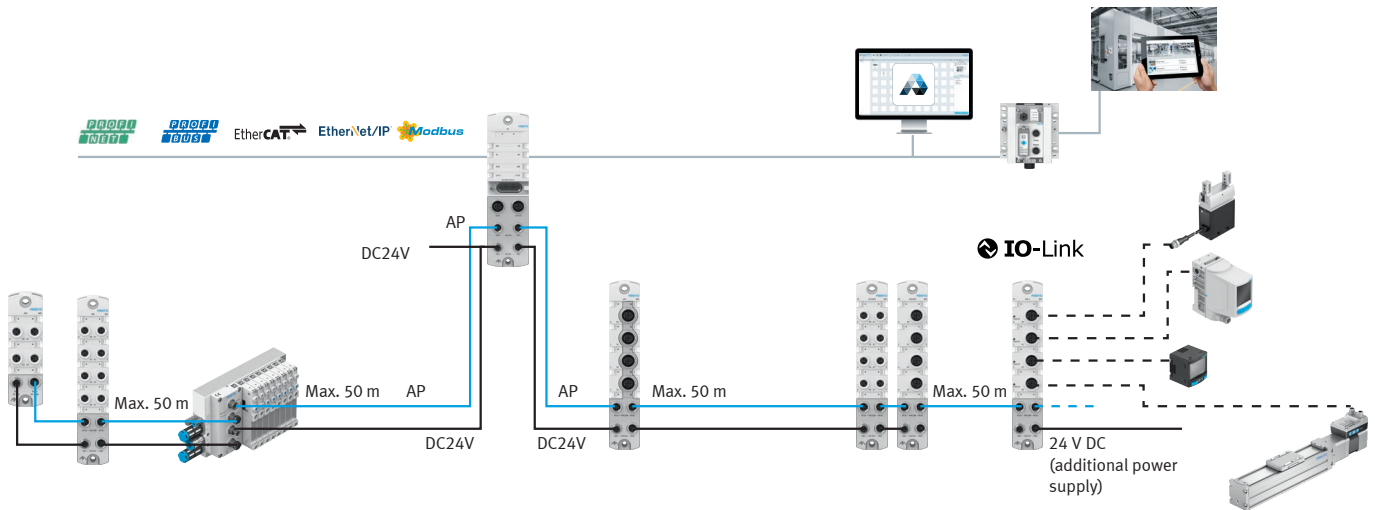 PROFI
NET
PROFI
BUS
EtherCAT
EtherNet/IP
Modbus
AP
DC24V
IO-Link
Max. 50 m
Max. 50 m
AP
AP
Max. 50 m
Max. 50 m
DC24V
DC24V
24 V DC
(additional power
supply)